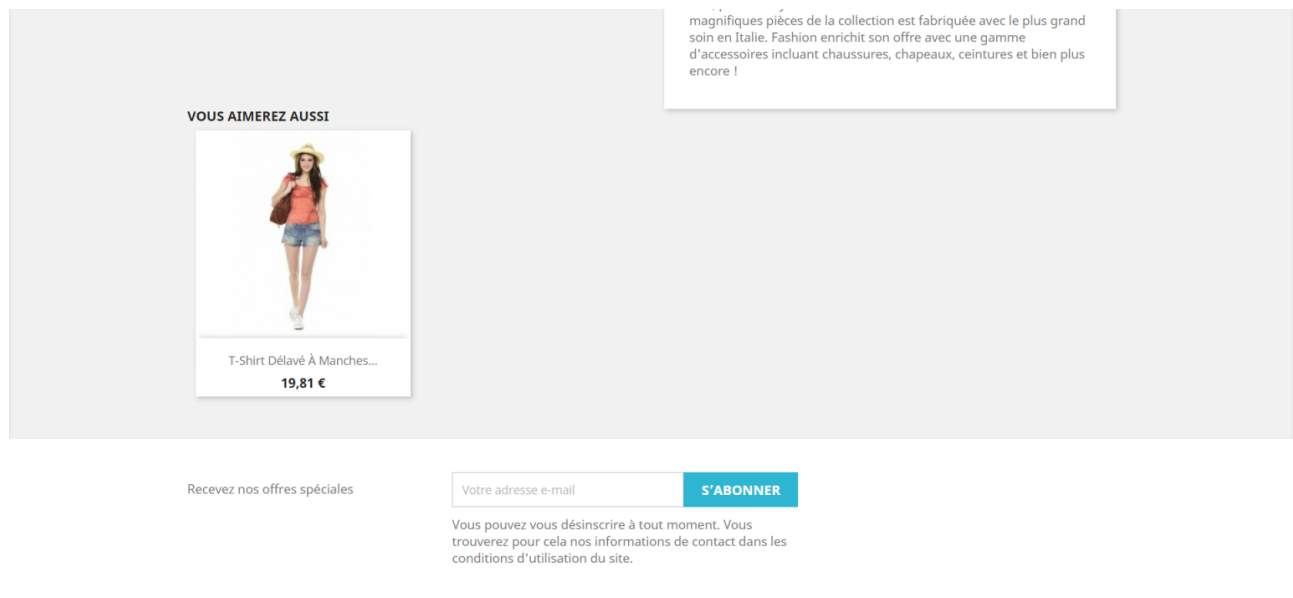 magnifiques pièces de la collection est fabriquée avec le plus grand
soin en Italie. Fashion enrichit son offre avec une gamme
d'accessoires incluant chaussures, chapeaux, ceintures et bien plus
encore !
VOUS AIMEREZ AUSSI
T-Shirt Délavé À Manches...
19,81 €
Recevez nos offres spéciales
Votre adresse e-mail
S'ABONNER
Vous pouvez vous désinscrire à tout moment. Vous
trouverez pour cela nos informations de contact dans les
conditions d'utilisation du site.